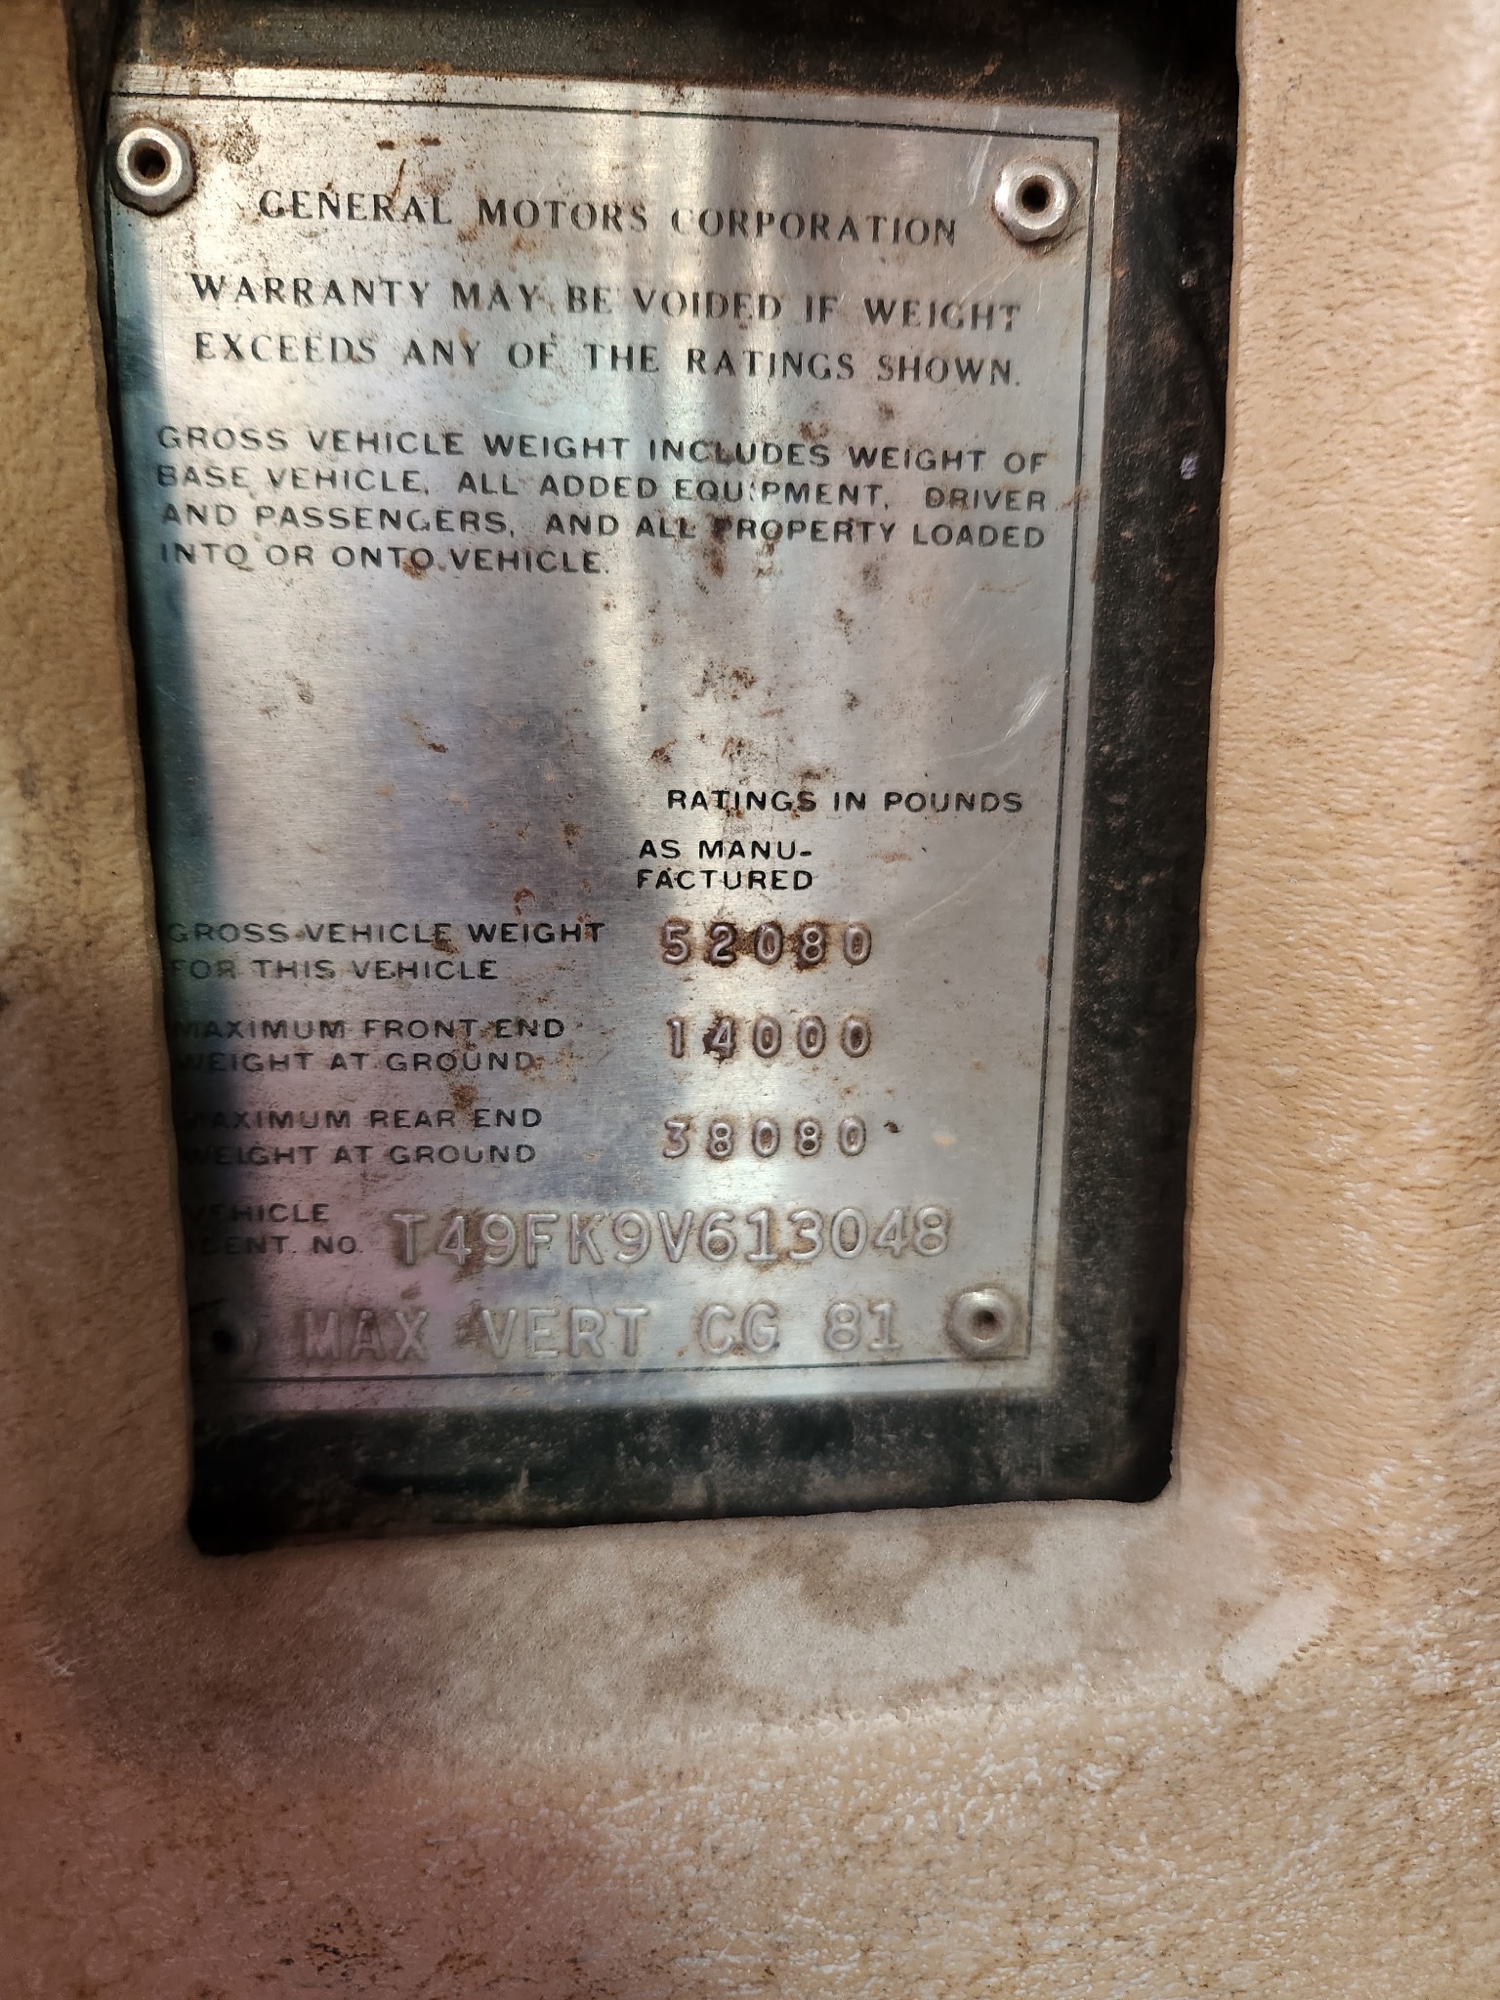 GENERAL MOTORS CORPORATION
WARRANTY MAY BE VOIDED IF WEIGHT
EXCEEDS ANY OF THE RATINGS SHOWN.
GROSS VEHICLE WEIGHT INCLUDES WEIGHT OF
BASE VEHICLE, ALL ADDED EQUIPMENT, DRIVER
AND PASSENGERS, AND ALL PROPERTY LOADED
INTO OR ONTO VEHICLE.
RATINGS IN POUNDS
AS MANU-
FACTURED
GROSS VEHICLE WEIGHT 52080
FOR THIS VEHICLE
MAXIMUM FRONT END 14000
WEIGHT AT GROUND
MAXIMUM REAR END 38080
WEIGHT AT GROUND
VEHICLE
IDENT. NO. T49FK9V613048
MAX VERT CG 81